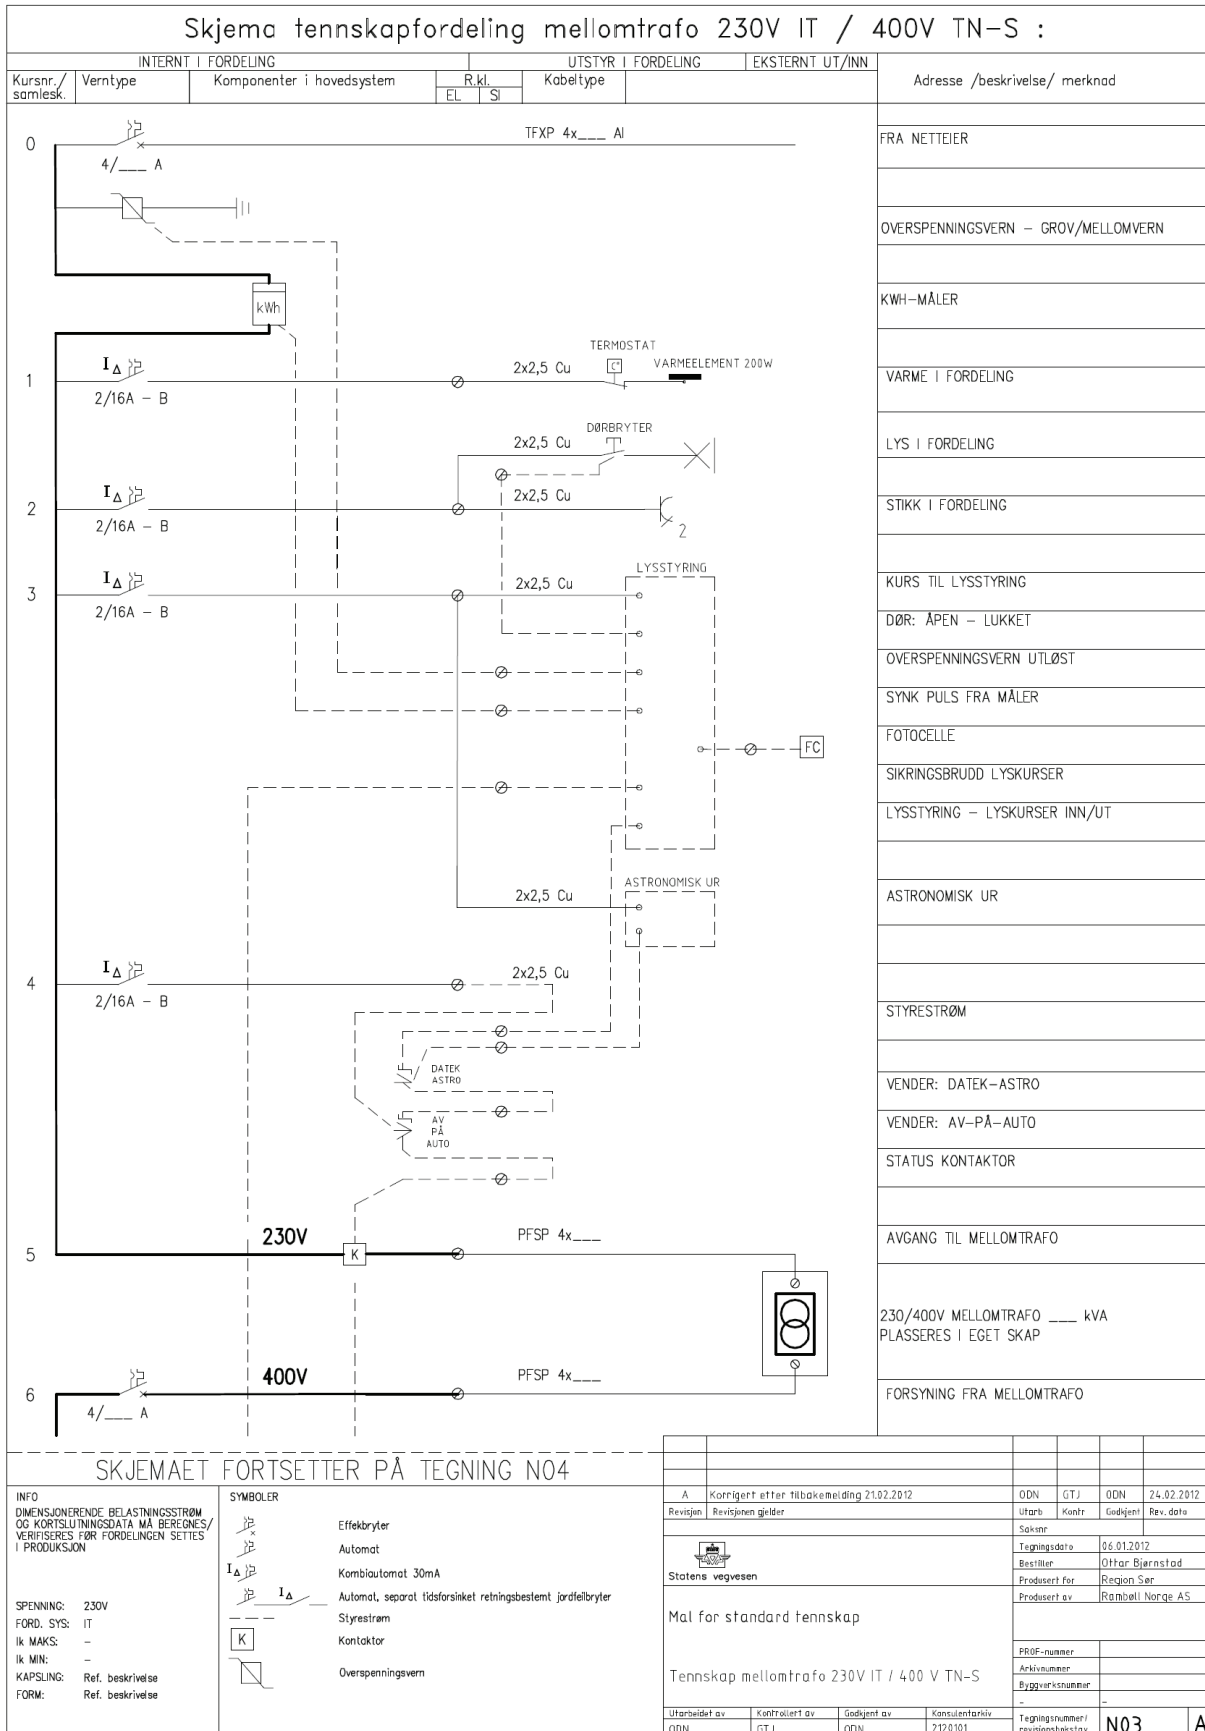 Skjema tennskapfordeling mellomtrafo 230V IT / 400V TN-S :
INTERNT I FORDELING
UTSTYR I FORDELING
EKSTERNT UT/INN
Kursnr./
samlesk.
Verntype
Komponenter i hovedsystem
R.kl.
EL
SI
Kabeltype
Adresse /beskrivelse/ merknad
0
4/___ A
TFXP 4x___ Al
FRA NETTEIER
OVERSPENNINGSVERN - GROV/MELLOMVERN
kWh
KWH-MÅLER
1
I Δ
2/16A - B
2x2,5 Cu
TERMOSTAT
C°
VARMEELEMENT 200W
VARME I FORDELING
2x2,5 Cu
DØRBRYTER
LYS I FORDELING
2
I Δ
2/16A - B
2x2,5 Cu
2
STIKK I FORDELING
3
I Δ
2/16A - B
2x2,5 Cu
LYSSTYRING
KURS TIL LYSSTYRING
DØR: ÅPEN - LUKKET
OVERSPENNINGSVERN UTLØST
SYNK PULS FRA MÅLER
FC
FOTOCELLE
SIKRINGSBRUDD LYSKURSER
LYSSTYRING - LYSKURSER INN/UT
2x2,5 Cu
ASTRONOMISK UR
ASTRONOMISK UR
4
I Δ
2/16A - B
2x2,5 Cu
STYRESTRØM
DATEK
ASTRO
VENDER: DATEK-ASTRO
AV
PÅ
AUTO
VENDER: AV-PÅ-AUTO
STATUS KONTAKTOR
5
230V
K
PFSP 4x___
AVGANG TIL MELLOMTRAFO
230/400V MELLOMTRAFO ___ kVA
PLASSERES I EGET SKAP
6
4/___ A
400V
PFSP 4x___
FORSYNING FRA MELLOMTRAFO
SKJEMAET FORTSETTER PÅ TEGNING N04
INFO
DIMENSJONERENDE BELASTNINGSSTRØM
OG KORTSLUTNINGSDATA MÅ BEREGNES/
VERIFISERES FØR FORDELINGEN SETTES
I PRODUKSJON
SPENNING: 230V
FORD. SYS: IT
Ik MAKS: -
Ik MIN: -
KAPSLING: Ref. beskrivelse
FORM: Ref. beskrivelse
SYMBOLER
Effekbryter
Automat
I Δ
Kombiautomat 30mA
I Δ
Automat, separat tidsforsinket retningsbestemt jordfeilbryter
Styrestrøm
K
Kontaktor
Overspenningsvern
A Korrigert etter tilbakemelding 21.02.2012 ODN GTJ ODN 24.02.2012
Revisjon Revisjonen gjelder Utarb Kontr Godkjent Rev. dato
Saksnr
Statens vegvesen
Tegningsdato 06.01.2012
Bestiller Ottar Bjørnstad
Produsert for Region Sør
Produsert av Rambøll Norge AS
Mal for standard tennskap
Tennskap mellomtrafo 230V IT / 400 V TN-S
PROF-nummer
Arkivnummer
Byggverksnummer
- -
Utarbeidet av Kontrollert av Godkjent av Konsulentarkiv
ODN GTJ ODN 2120101
Tegningsnummer/
revisjonsbokstav
N03 A